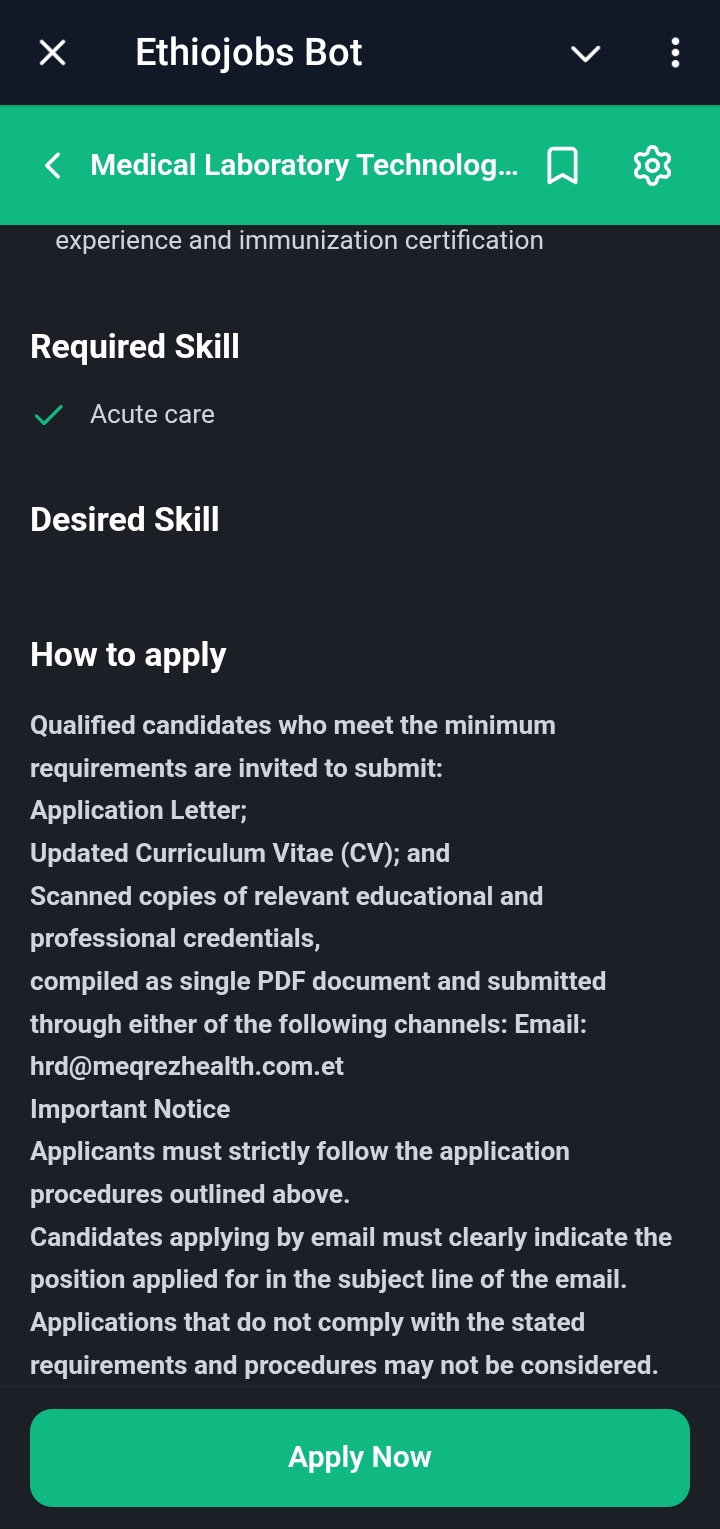 Ethiojobs Bot
Medical Laboratory Technolog...
experience and immunization certification
Required Skill
Acute care
Desired Skill
How to apply
Qualified candidates who meet the minimum
requirements are invited to submit:
Application Letter;
Updated Curriculum Vitae (CV); and
Scanned copies of relevant educational and
professional credentials,
compiled as single PDF document and submitted
through either of the following channels: Email:
hrd@meqrezhealth.com.et
Important Notice
Applicants must strictly follow the application
procedures outlined above.
Candidates applying by email must clearly indicate the
position applied for in the subject line of the email.
Applications that do not comply with the stated
requirements and procedures may not be considered.
Apply Now